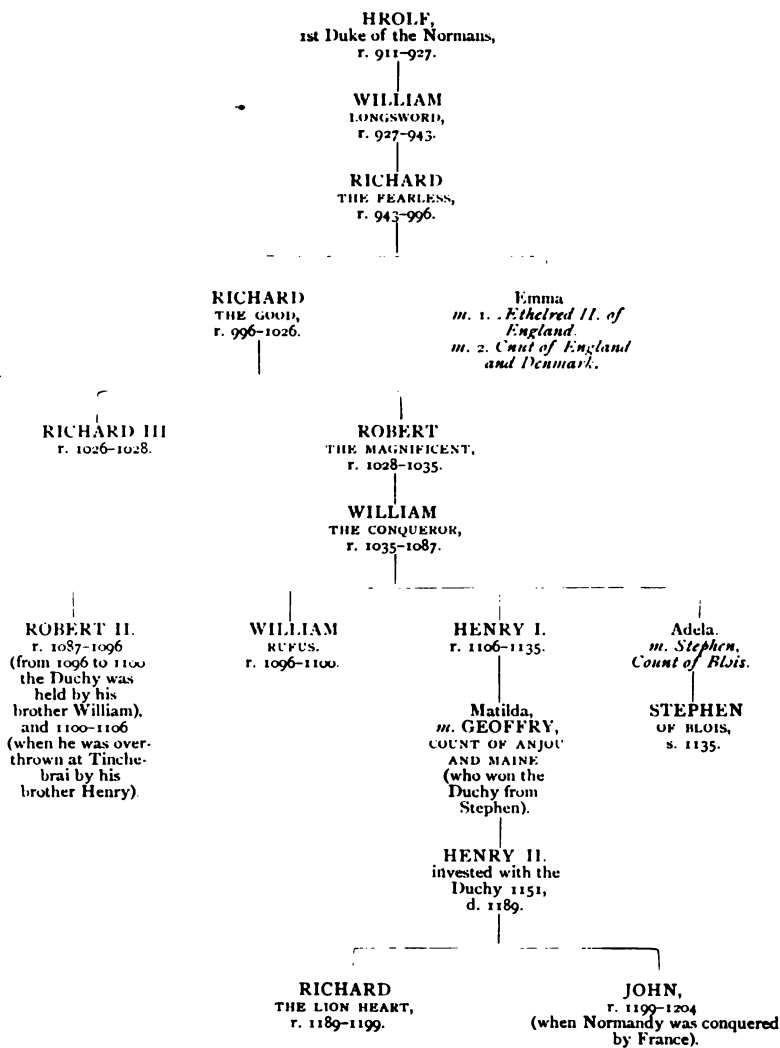 HROLF,
1st Duke of the Normans,
r. 911-927.
WILLIAM
LONGSWORD,
r. 927-943.
RICHARD
THE FEARLESS,
r. 943-996.
RICHARD
THE GOOD,
r. 996-1026.
Emma
m. 1. Ethelred II. of
England.
m. 2. Cnut of England
and Denmark.
RICHARD III
r. 1026-1028.
ROBERT
THE MAGNIFICENT,
r. 1028-1035.
WILLIAM
THE CONQUEROR,
r. 1035-1087.
ROBERT II.
r. 1087-1096
(from 1096 to 1100
the Duchy was
held by his
brother William),
and 1100-1106
(when he was over-
thrown at Tinche-
brai by his
brother Henry)
WILLIAM
RUFUS.
r. 1096-1100.
HENRY I.
r. 1106-1135.
Adela.
m. Stephen,
Count of Blois.
Matilda,
m. GEOFFRY,
COUNT OF ANJOU
AND MAINE
(who won the
Duchy from
Stephen).
STEPHEN
OF BLOIS,
s. 1135.
HENRY II.
invested with the
Duchy 1151,
d. 1189.
RICHARD
THE LION HEART,
r. 1189-1199.
JOHN,
r. 1199-1204
(when Normandy was conquered
by France).